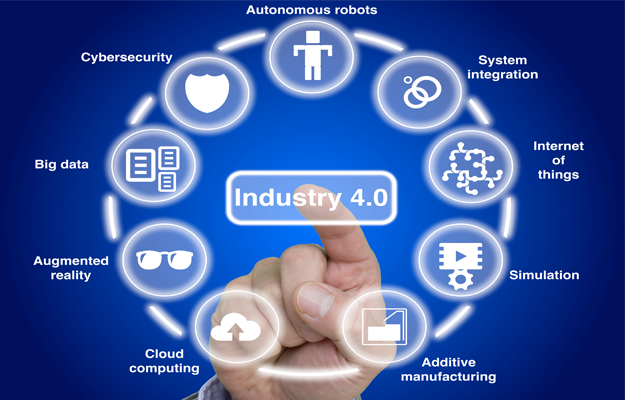 Autonomous robots
Cybersecurity
System
integration
Big data
Internet
of
things
Industry 4.0
Augmented
reality
Simulation
Cloud
computing
Additive
manufacturing